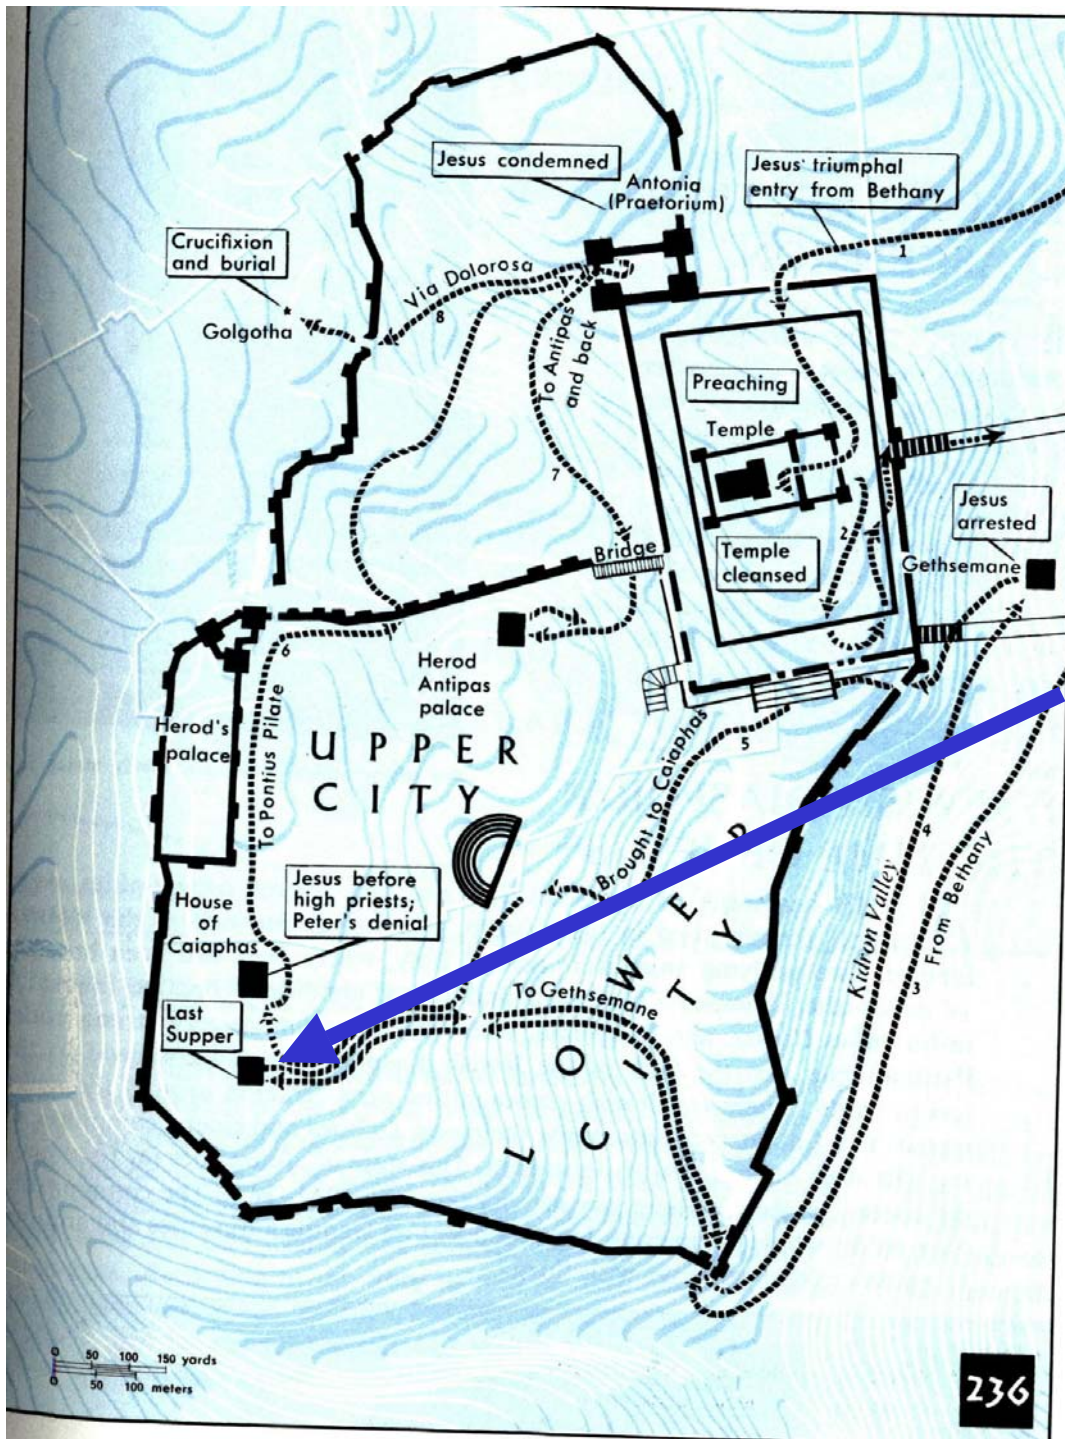 Jesus condemned
Antonia
(Praetorium)
Jesus' triumphal
entry from Bethany
1
Crucifixion
and burial
Via Dolorosa
8
Golgotha
To Antipas
and back
Preaching
Temple
7
2
Jesus
arrested
Bridge
Temple
cleansed
Gethsemane
6
Herod
Antipas
palace
Herod's
palace
To Pontius Pilate
UPPER
CITY
5
Brought to Caiaphas
4
Jesus before
high priests;
Peter's denial
House
of
Caiaphas
LOWER
CITY
Kidron Valley
From Bethany
3
To Gethsemane
Last
Supper
0 50 100 150 yards
0 50 100 meters
236